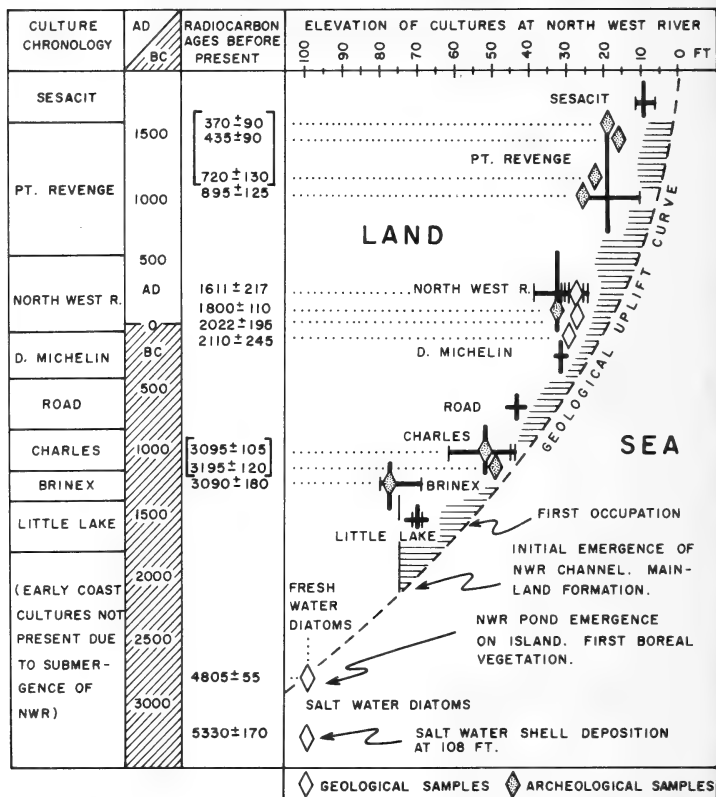 CULTURE
CHRONOLOGY
AD
BC
RADIOCARBON
AGES BEFORE
PRESENT
ELEVATION OF CULTURES AT NORTH WEST RIVER
100 90 80 70 60 50 40 30 20 10 0 FT
SESACIT
PT. REVENGE
NORTH WEST R.
D. MICHELIN
ROAD
CHARLES
BRINEX
LITTLE LAKE
(EARLY COAST
CULTURES NOT
PRESENT DUE
TO SUBMER-
GENCE OF
NWR)
1500
1000
500
AD
0
BC
500
1000
1500
2000
2500
3000
370±90
435±90
720±130
895±125
1611±217
1800±110
2022±195
2110±245
3095±105
3195±120
3090±180
4805±55
5330±170
SESACIT
PT. REVENGE
LAND
NORTH WEST R.
D. MICHELIN
ROAD
CHARLES
BRINEX
LITTLE LAKE
GEOLOGICAL UPLIFT CURVE
SEA
FIRST OCCUPATION
INITIAL EMERGENCE OF
NWR CHANNEL. MAIN-
LAND FORMATION.
FRESH
WATER
DIATOMS
NWR POND EMERGENCE
ON ISLAND. FIRST BOREAL
VEGETATION.
SALT WATER DIATOMS
SALT WATER SHELL DEPOSITION
AT 108 FT.
GEOLOGICAL SAMPLES
ARCHEOLOGICAL SAMPLES